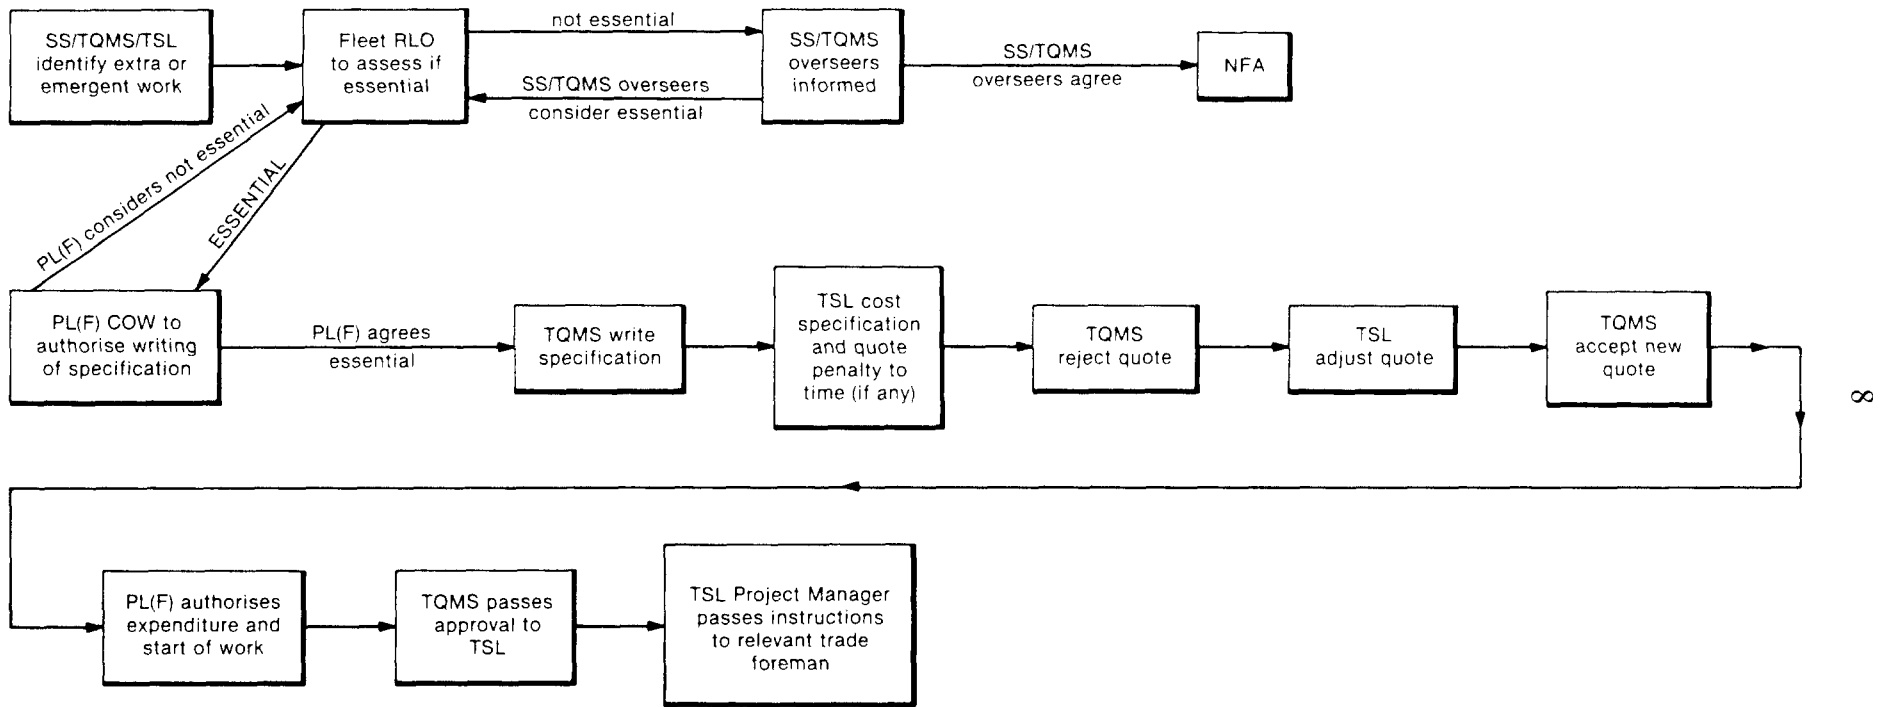 SS/TQMS/TSL
identify extra or
emergent work
Fleet RLO
to assess if
essential
not essential
SS/TQMS overseers
consider essential
SS/TQMS
overseers
informed
SS/TQMS
overseers agree
NFA
PL(F) considers not essential
ESSENTIAL
PL(F) COW to
authorise writing
of specification
PL(F) agrees
essential
TQMS write
specification
TSL cost
specification
and quote
penalty to
time (if any)
TQMS
reject quote
TSL
adjust quote
TQMS
accept new
quote
8
PL(F) authorises
expenditure and
start of work
TQMS passes
approval to
TSL
TSL Project Manager
passes instructions
to relevant trade
foreman